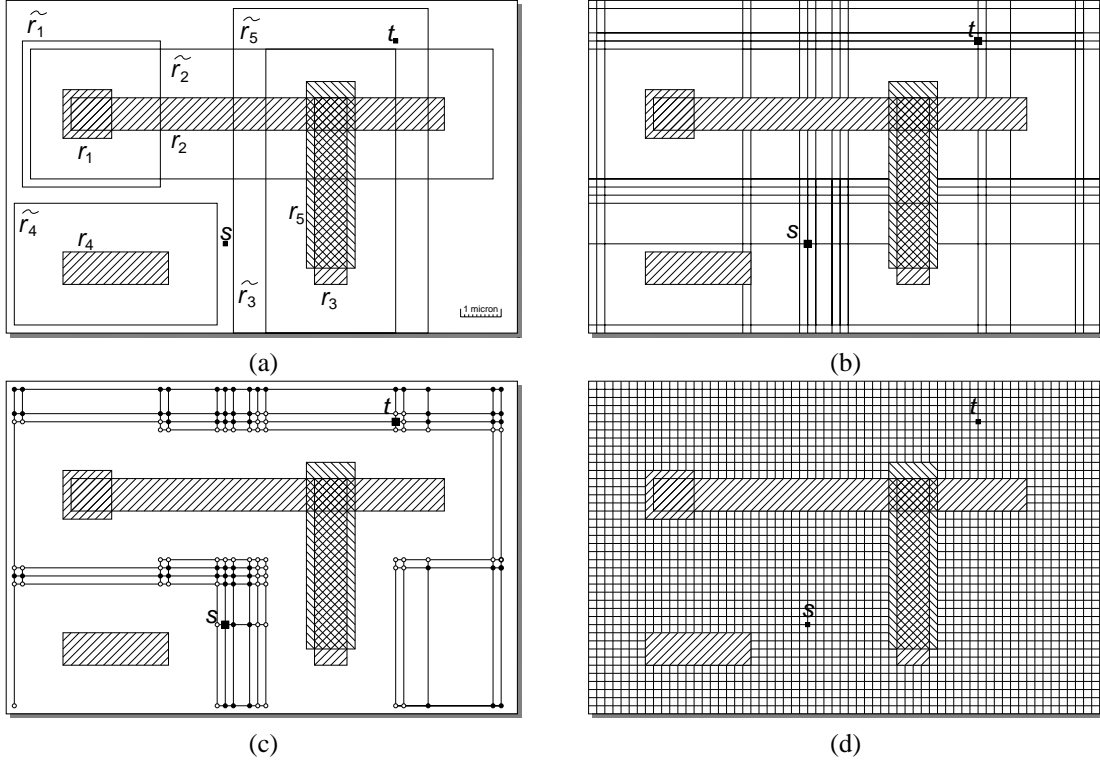 r̃1
r̃5
t
r̃2
r1
r2
r̃4
r5
s
r4
r̃3
r3
1 micron
(a)
t
s
(b)
t
s
(c)
t
s
(d)